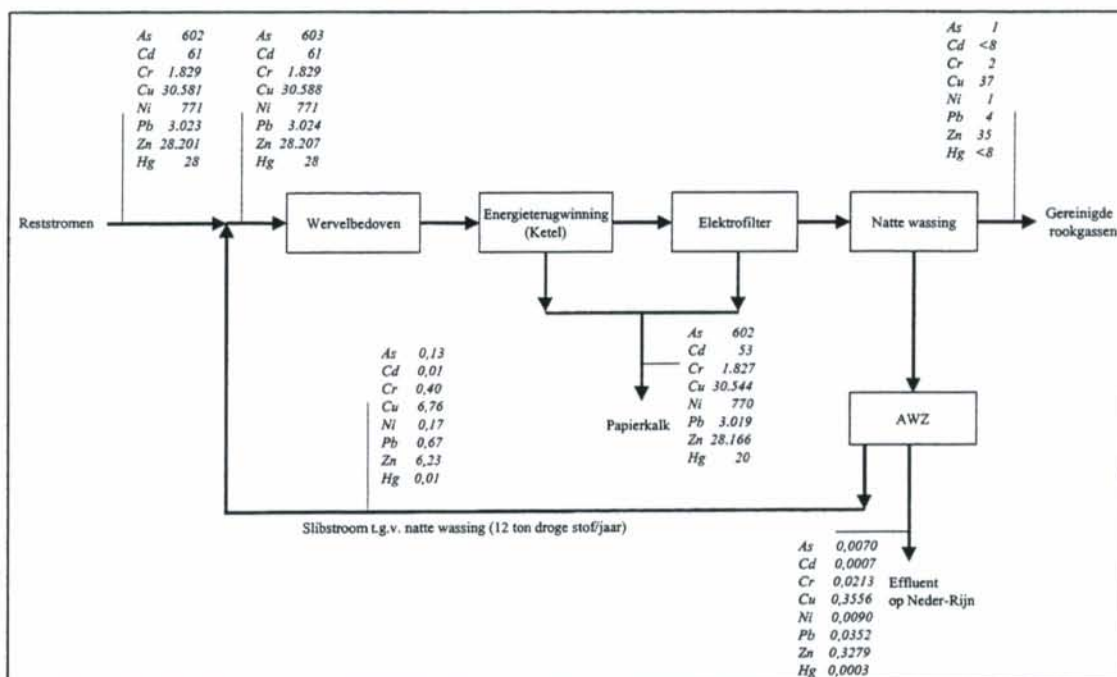 As 602
Cd 61
Cr 1.829
Cu 30.581
Ni 771
Pb 3.023
Zn 28.201
Hg 28
As 603
Cd 61
Cr 1.829
Cu 30.588
Ni 771
Pb 3.024
Zn 28.207
Hg 28
As 1
Cd <8
Cr 2
Cu 37
Ni 1
Pb 4
Zn 35
Hg <8
Reststromen
Wervelbedoven
Energieterugwinning
(Ketel)
Elektrofilter
Natte wassing
Gereinigde
rookgassen
As 0,13
Cd 0,01
Cr 0,40
Cu 6,76
Ni 0,17
Pb 0,67
Zn 6,23
Hg 0,01
Papierkalk
As 602
Cd 53
Cr 1.827
Cu 30.544
Ni 770
Pb 3.019
Zn 28.166
Hg 20
AWZ
Slibstroom t.g.v. natte wassing (12 ton droge stof/jaar)
As 0,0070
Cd 0,0007
Cr 0,0213
Cu 0,3556
Ni 0,0090
Pb 0,0352
Zn 0,3279
Hg 0,0003
Effluent
op Neder-Rijn